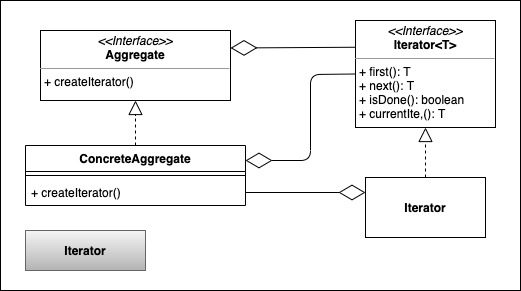 <<Interface>>
Aggregate
+ createIterator()
<<Interface>>
Iterator<T>
+ first(): T
+ next(): T
+ isDone(): boolean
+ currentIte,(): T
ConcreteAggregate
+ createIterator()
Iterator
Iterator